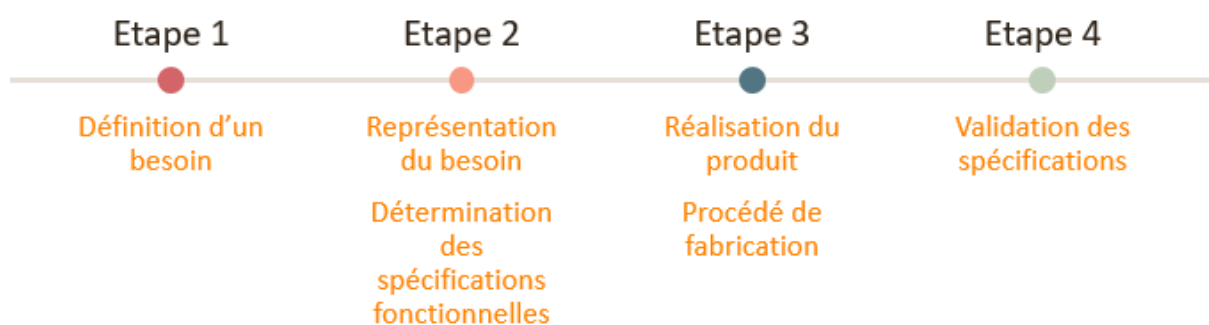 Etape 1
Définition d’un
besoin
Etape 2
Représentation
du besoin
Détermination
des
spécifications
fonctionnelles
Etape 3
Réalisation du
produit
Procédé de
fabrication
Etape 4
Validation des
spécifications